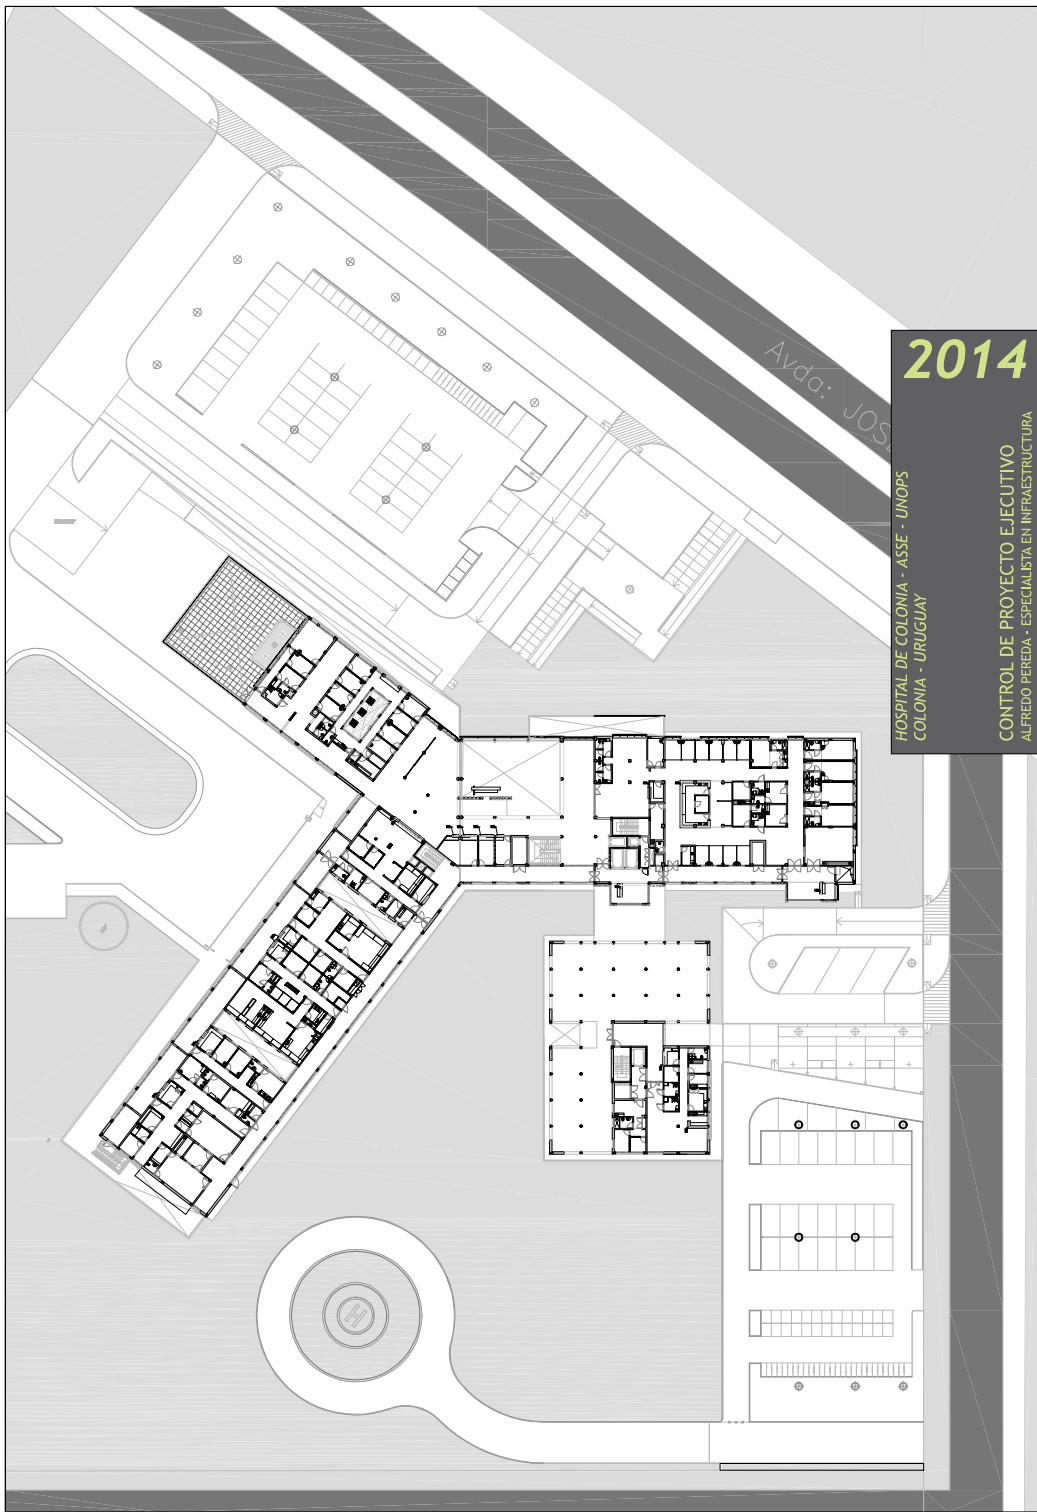 2014
HOSPITAL DE COLONIA - ASSE - UNOPS
COLONIA - URUGUAY
CONTROL DE PROYECTO EJECUTIVO
ALFREDO PEREDA - ESPECIALISTA EN INFRAESTRUCTURA
Avda: JOS
H